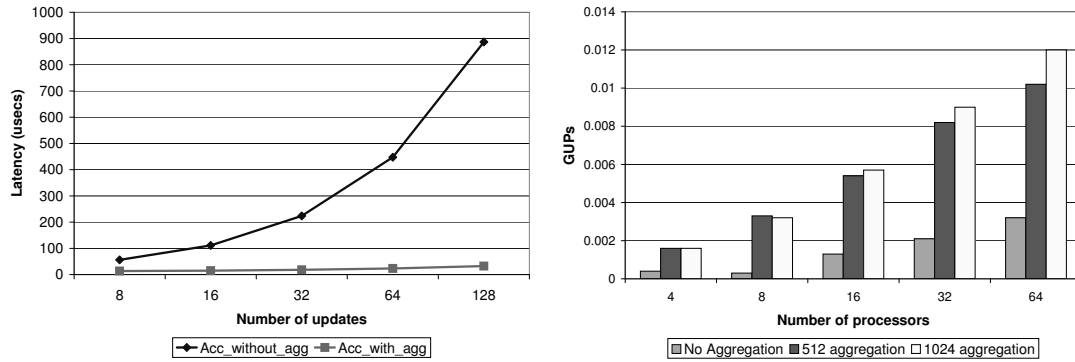 1000
900
800
700
600
500
400
300
200
100
0
Latency (usecs)
8 16 32 64 128
Number of updates
Acc_without_agg Acc_with_agg
0.014
0.012
0.01
0.008
0.006
0.004
0.002
0
GUPs
4 8 16 32 64
Number of processors
No Aggregation 512 aggregation 1024 aggregation